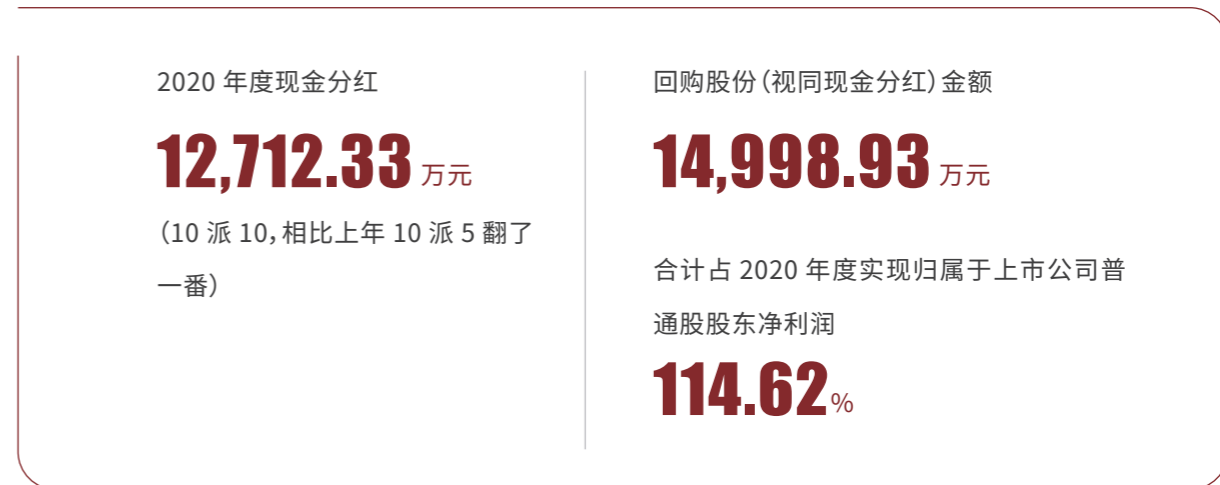 2020 年度现金分红
12,712.33 万元
（10 派 10，相比上年 10 派 5 翻了
一番）
回购股份（视同现金分红）金额
14,998.93 万元
合计占 2020 年度实现归属于上市公司普
通股股东净利润
114.62%